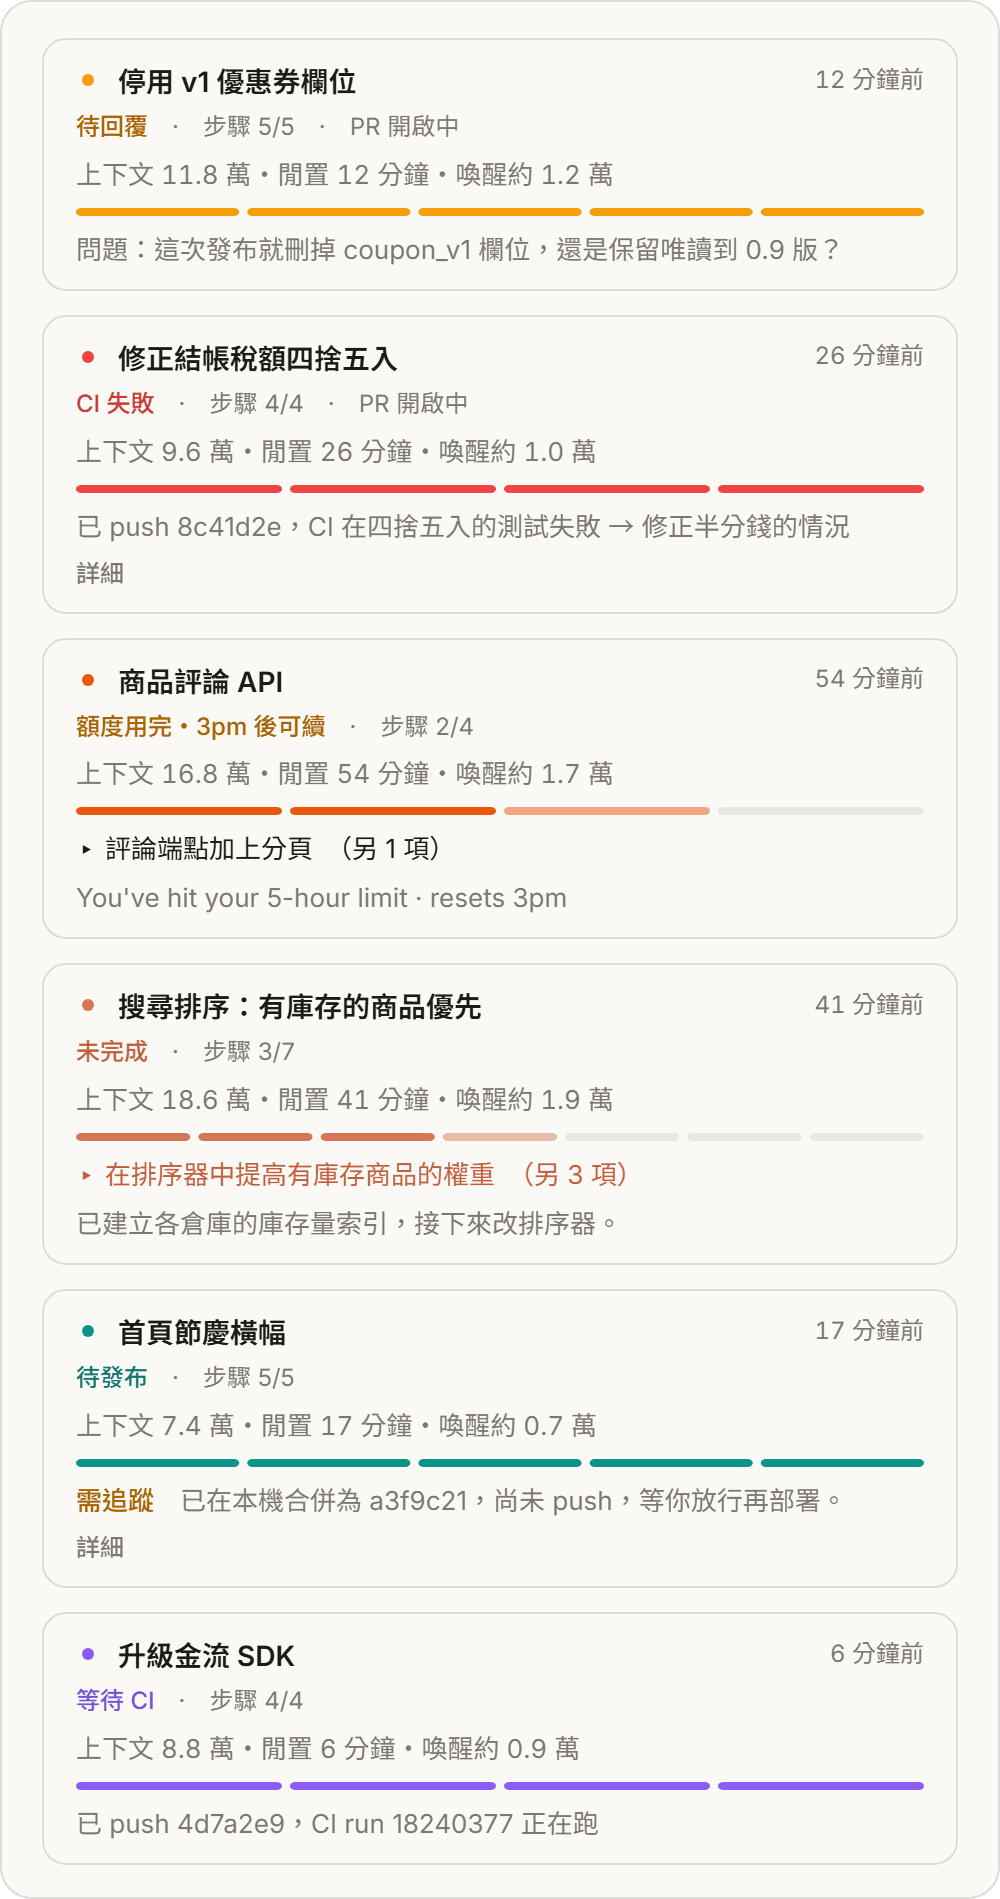 停用 v1 優惠券欄位
12 分鐘前
待回覆 · 步驟 5/5 · PR 開啟中
上下文 11.8 萬・閒置 12 分鐘・喚醒約 1.2 萬
問題：這次發布就刪掉 coupon_v1 欄位，還是保留唯讀到 0.9 版？
修正結帳稅額四捨五入
26 分鐘前
CI 失敗 · 步驟 4/4 · PR 開啟中
上下文 9.6 萬・閒置 26 分鐘・喚醒約 1.0 萬
已 push 8c41d2e，CI 在四捨五入的測試失敗 → 修正半分錢的情況
詳細
商品評論 API
54 分鐘前
額度用完・3pm 後可續 · 步驟 2/4
上下文 16.8 萬・閒置 54 分鐘・喚醒約 1.7 萬
▸ 評論端點加上分頁 （另 1 項）
You've hit your 5-hour limit · resets 3pm
搜尋排序：有庫存的商品優先
41 分鐘前
未完成 · 步驟 3/7
上下文 18.6 萬・閒置 41 分鐘・喚醒約 1.9 萬
▸ 在排序器中提高有庫存商品的權重 （另 3 項）
已建立各倉庫的庫存量索引，接下來改排序器。
首頁節慶橫幅
17 分鐘前
待發布 · 步驟 5/5
上下文 7.4 萬・閒置 17 分鐘・喚醒約 0.7 萬
需追蹤 已在本機合併為 a3f9c21，尚未 push，等你放行再部署。
詳細
升級金流 SDK
6 分鐘前
等待 CI · 步驟 4/4
上下文 8.8 萬・閒置 6 分鐘・喚醒約 0.9 萬
已 push 4d7a2e9，CI run 18240377 正在跑